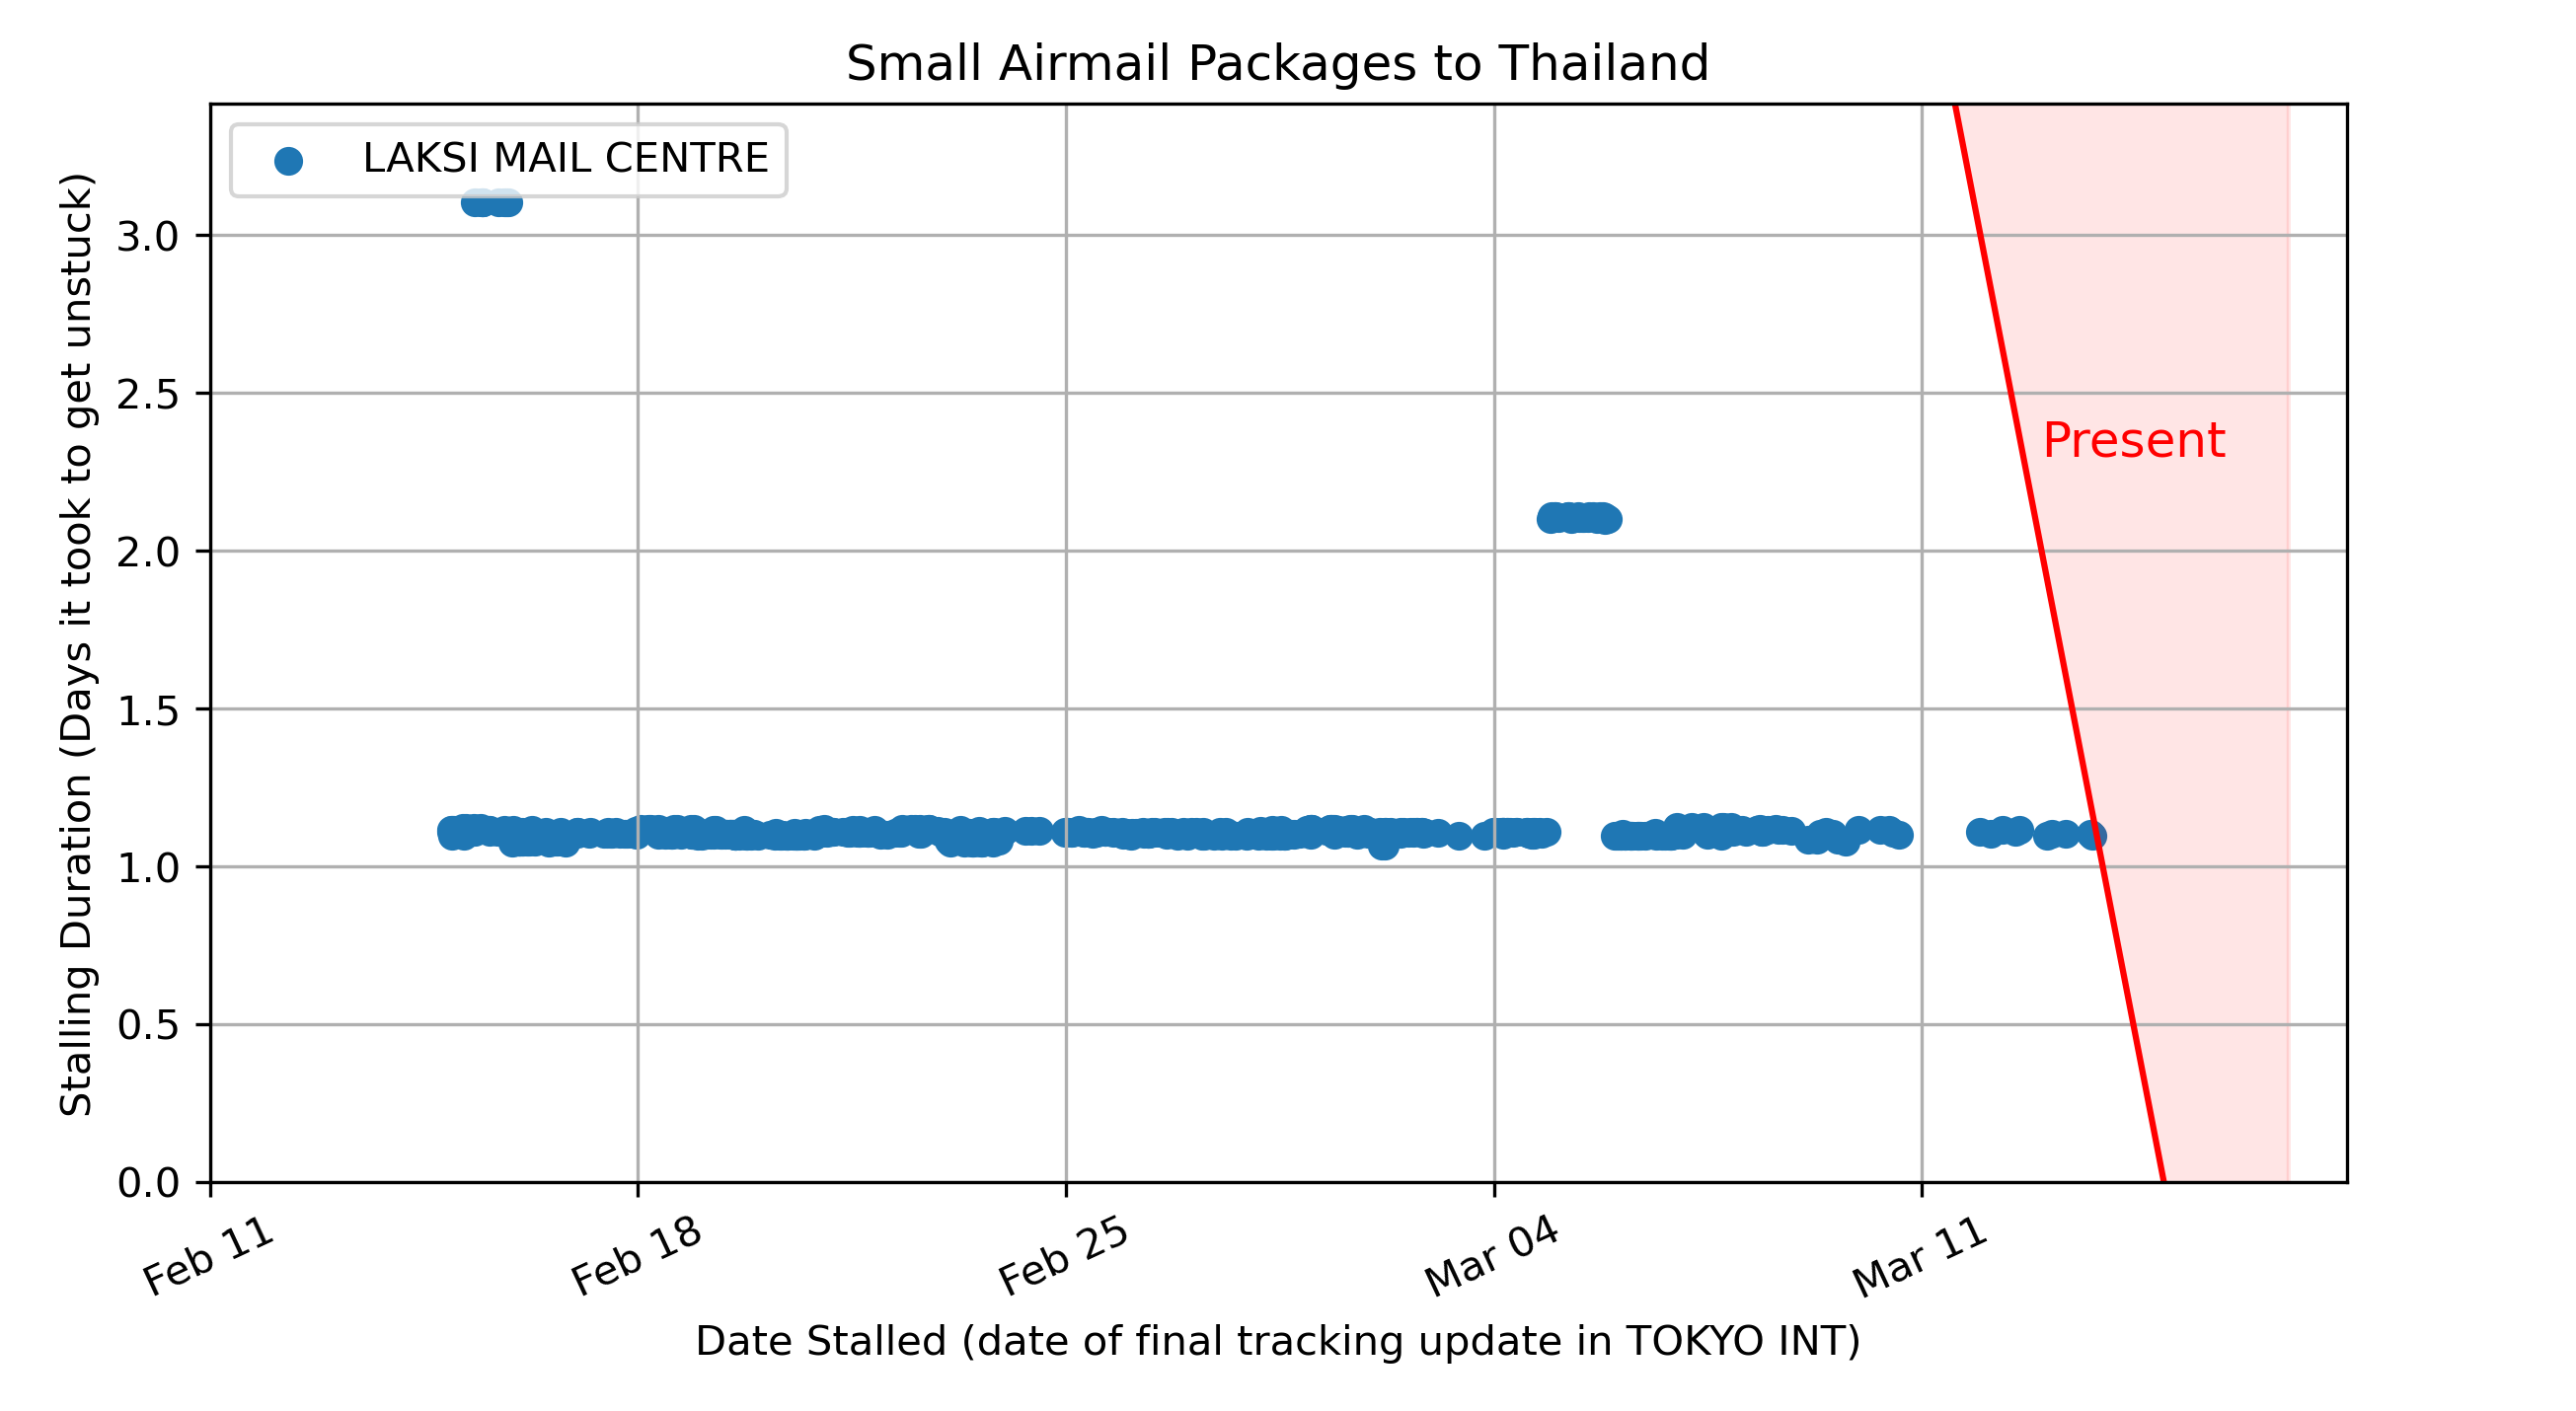 Small Airmail Packages to Thailand
LAKSI MAIL CENTRE
Stalling Duration (Days it took to get unstuck)
3.0
2.5
2.0
1.5
1.0
0.5
0.0
Present
Feb 11
Feb 18
Feb 25
Mar 04
Mar 11
Date Stalled (date of final tracking update in TOKYO INT)